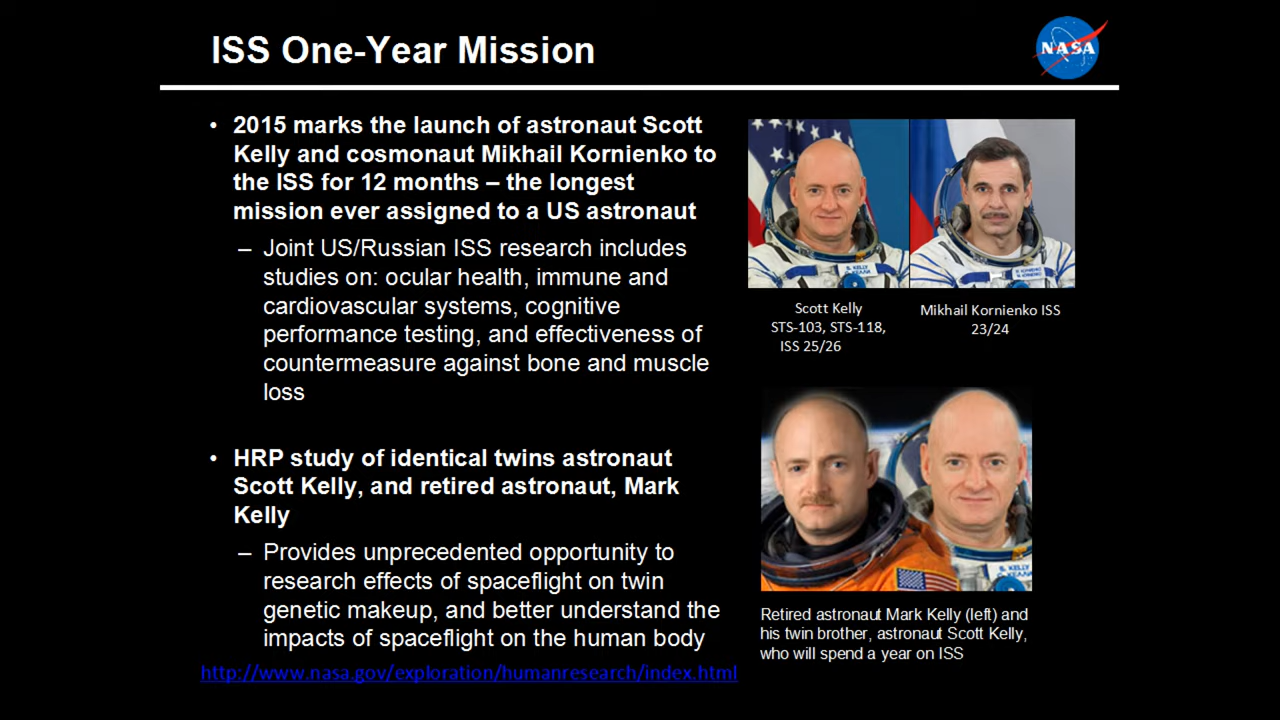 ISS One-Year Mission
NASA
• 2015 marks the launch of astronaut Scott
Kelly and cosmonaut Mikhail Kornienko to
the ISS for 12 months – the longest
mission ever assigned to a US astronaut
– Joint US/Russian ISS research includes
studies on: ocular health, immune and
cardiovascular systems, cognitive
performance testing, and effectiveness of
countermeasure against bone and muscle
loss
• HRP study of identical twins astronaut
Scott Kelly, and retired astronaut, Mark
Kelly
– Provides unprecedented opportunity to
research effects of spaceflight on twin
genetic makeup, and better understand the
impacts of spaceflight on the human body
http://www.nasa.gov/exploration/humanresearch/index.html
S. KELLY
Scott Kelly
STS-103, STS-118,
ISS 25/26
Mikhail Kornienko ISS
23/24
S. KELLY
Retired astronaut Mark Kelly (left) and
his twin brother, astronaut Scott Kelly,
who will spend a year on ISS